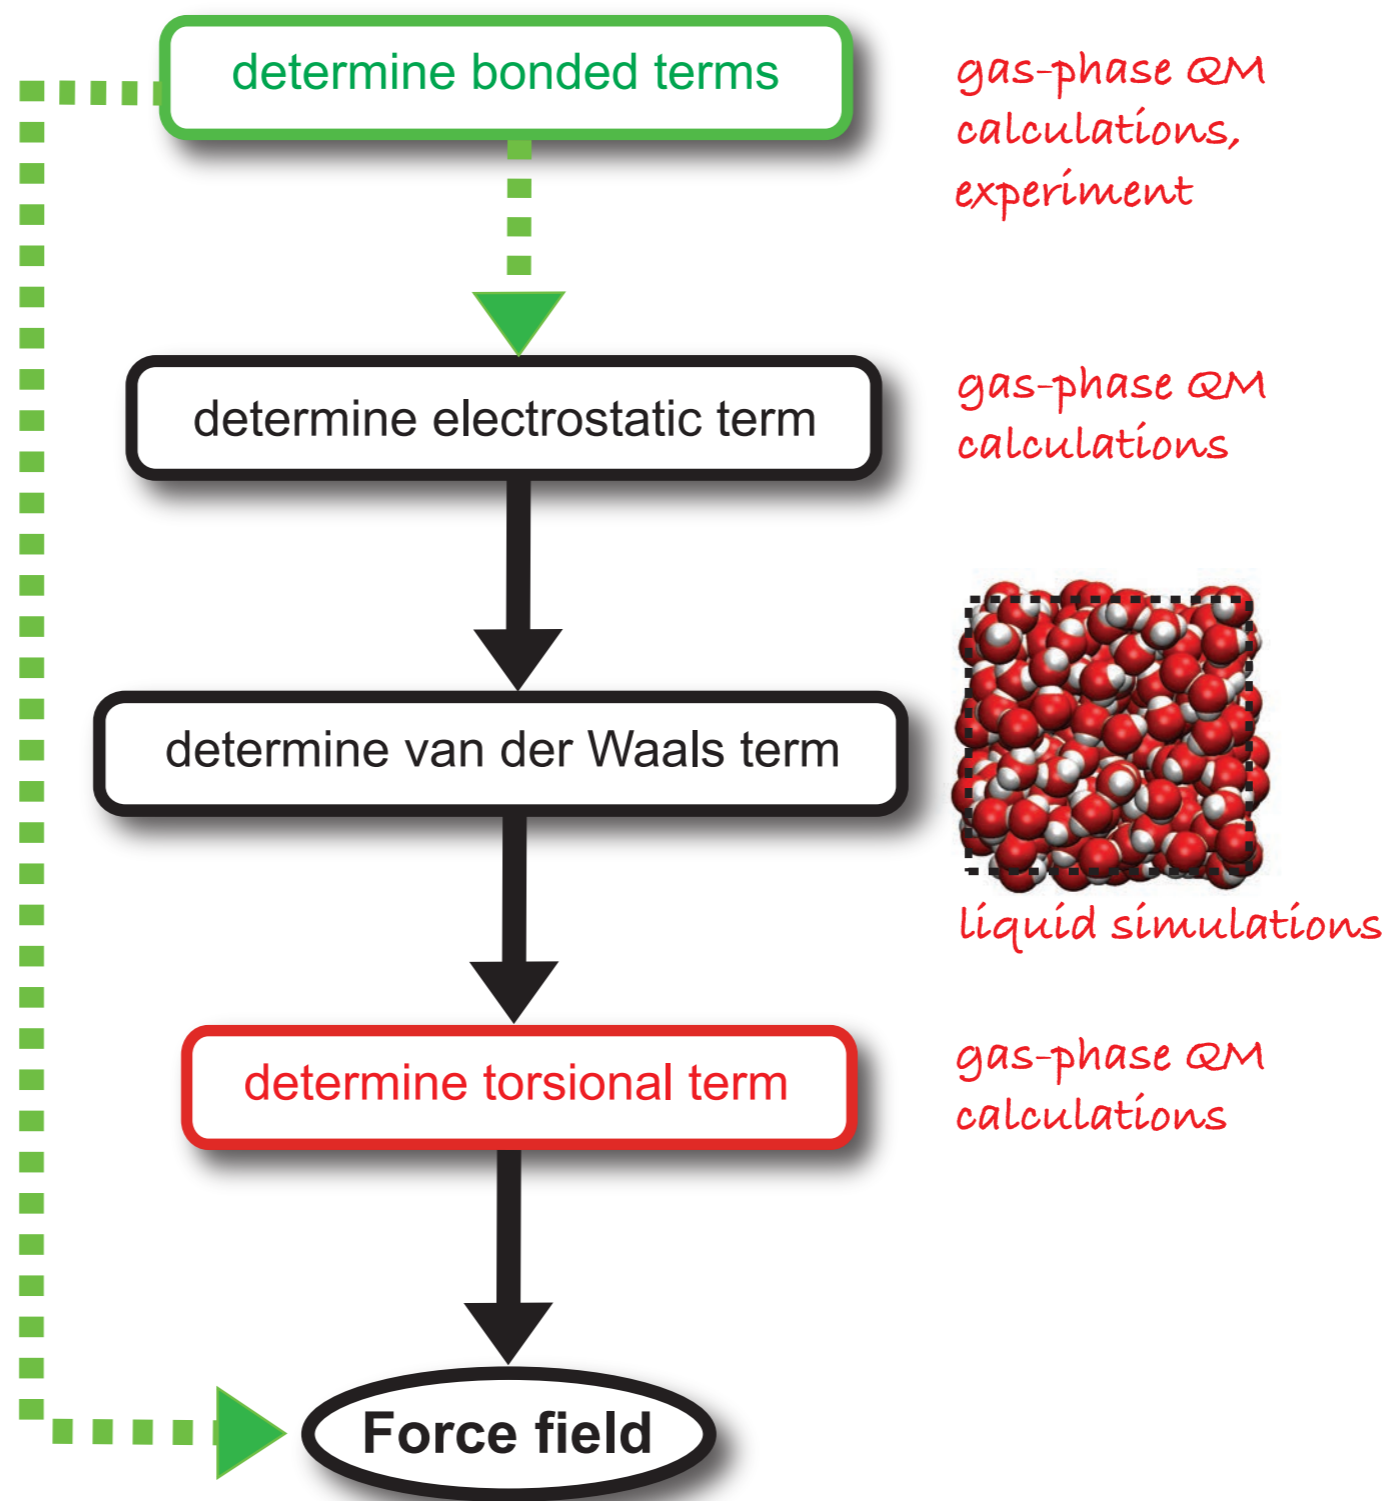 determine bonded terms
gas-phase QM
calculations,
experiment
determine electrostatic term
gas-phase QM
calculations
determine van der Waals term
liquid simulations
determine torsional term
gas-phase QM
calculations
Force field